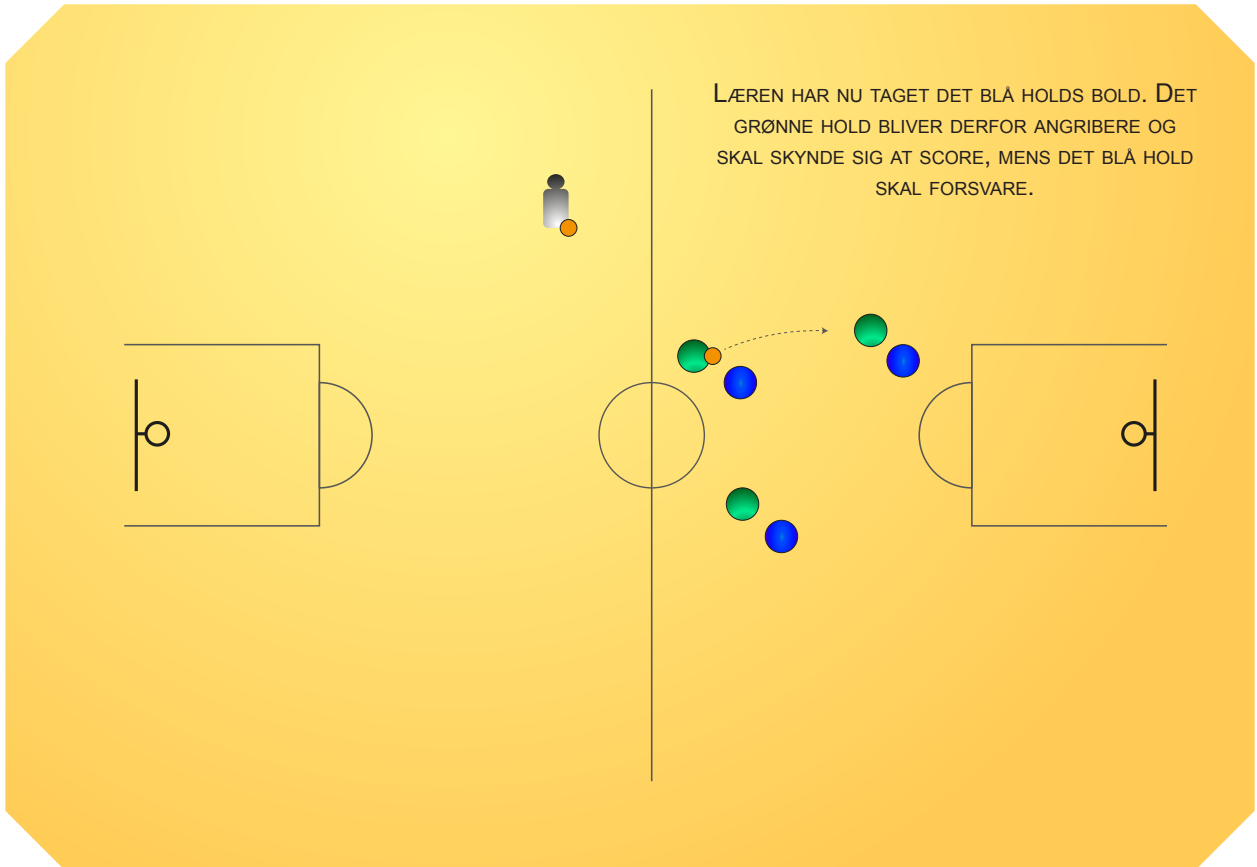 Læren har nu taget det blå holds bold. Det
grønne hold bliver derfor angribere og
skal skynde sig at score, mens det blå hold
skal forsvare.